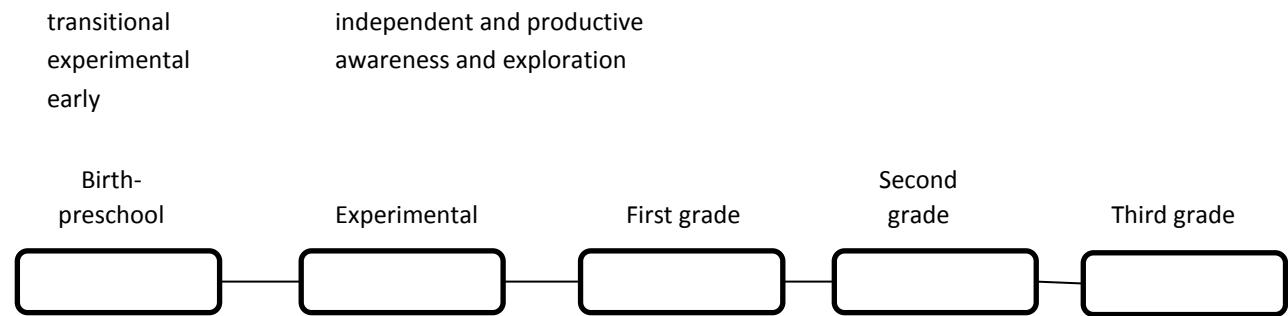 transitional independent and productive
experimental awareness and exploration
early
Birth-
preschool
Experimental
First grade
Second
grade
Third grade